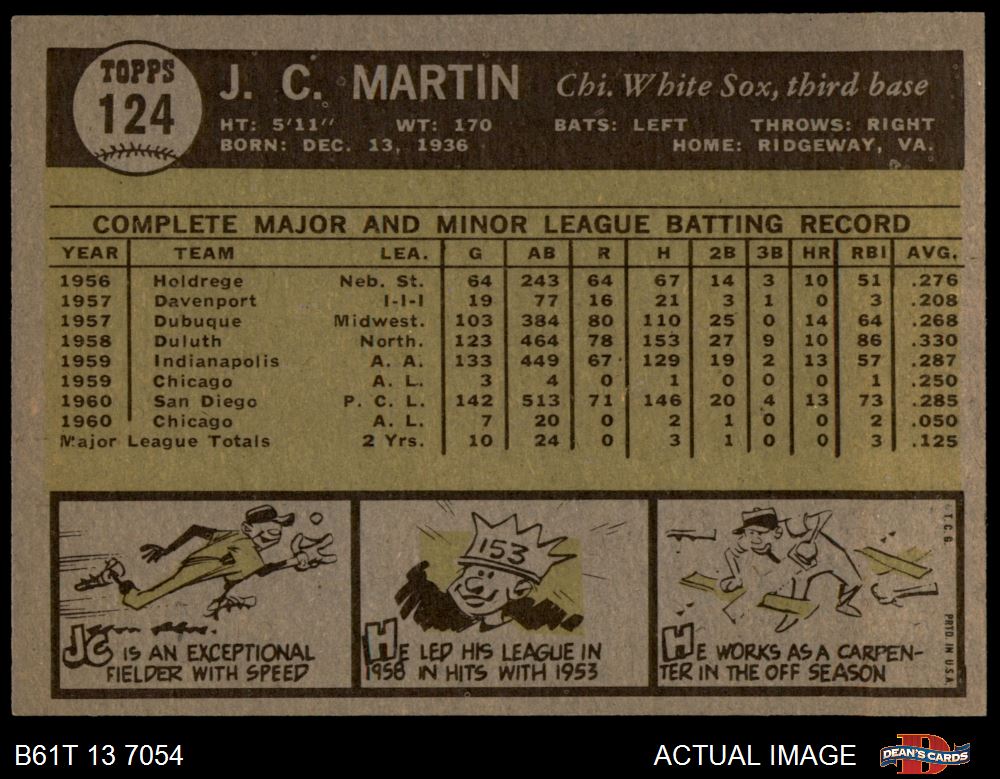 TOPPS
124
J. C. MARTIN Chi. White Sox, third base
HT: 5'11" WT: 170 BATS: LEFT THROWS: RIGHT
BORN: DEC. 13, 1936 HOME: RIDGEWAY, VA.
COMPLETE MAJOR AND MINOR LEAGUE BATTING RECORD
YEAR TEAM LEA. G AB R H 2B 3B HR RBI AVG.
1956 Holdrege Neb. St. 64 243 64 67 14 3 10 51 .276
1957 Davenport I-I-I 19 77 16 21 3 1 0 3 .208
1957 Dubuque Midwest. 103 384 80 110 25 0 14 64 .268
1958 Duluth North. 123 464 78 153 27 9 10 86 .330
1959 Indianapolis A. A. 133 449 67 129 19 2 13 57 .287
1959 Chicago A. L. 3 4 0 1 0 0 0 1 .250
1960 San Diego P. C. L. 142 513 71 146 20 4 13 73 .285
1960 Chicago A. L. 7 20 0 2 1 0 0 2 .050
Major League Totals 2 Yrs. 10 24 0 3 1 0 0 3 .125
JC IS AN EXCEPTIONAL
FIELDER WITH SPEED
153
HE LED HIS LEAGUE IN
1958 IN HITS WITH 1953
HE WORKS AS A CARPEN-
TER IN THE OFF SEASON
T.C.G.
PRTD IN U.S.A.
B61T 13 7054
ACTUAL IMAGE
DEAN'S CARDS